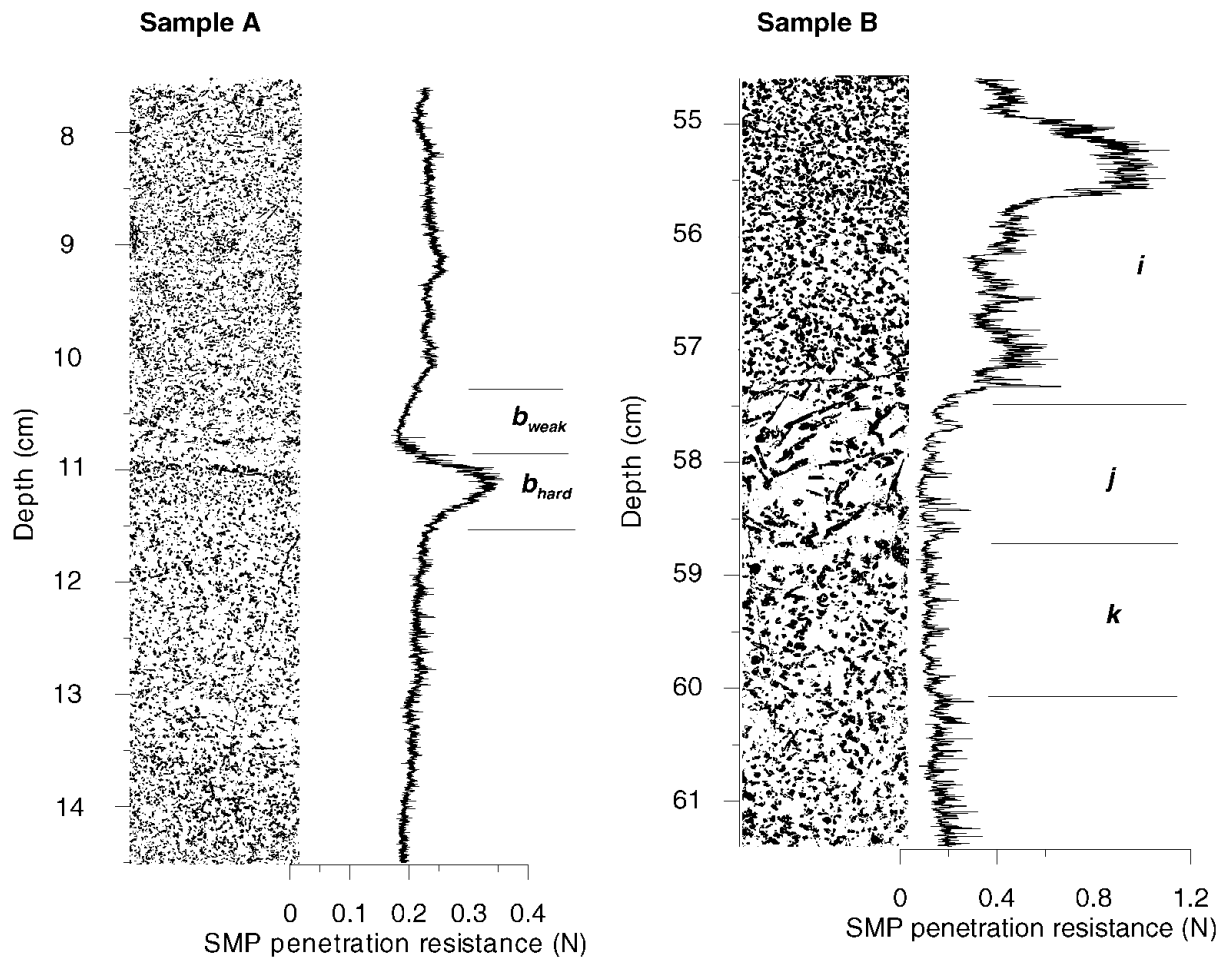 Sample A
8
9
10
11
12
13
14
Depth (cm)
b weak
b hard
0 0.1 0.2 0.3 0.4
SMP penetration resistance (N)
Sample B
55
56
57
58
59
60
61
Depth (cm)
i
j
k
0 0.4 0.8 1.2
SMP penetration resistance (N)